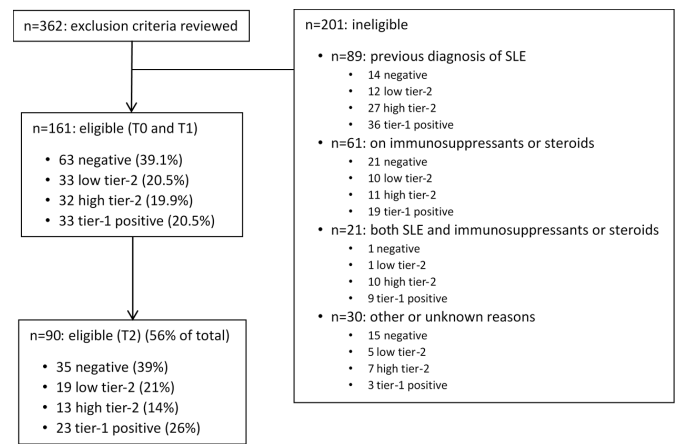 n=362: exclusion criteria reviewed
n=161: eligible (T0 and T1)
• 63 negative (39.1%)
• 33 low tier-2 (20.5%)
• 32 high tier-2 (19.9%)
• 33 tier-1 positive (20.5%)
n=90: eligible (T2) (56% of total)
• 35 negative (39%)
• 19 low tier-2 (21%)
• 13 high tier-2 (14%)
• 23 tier-1 positive (26%)
n=201: ineligible
• n=89: previous diagnosis of SLE
• 14 negative
• 12 low tier-2
• 27 high tier-2
• 36 tier-1 positive
• n=61: on immunosuppressants or steroids
• 21 negative
• 10 low tier-2
• 11 high tier-2
• 19 tier-1 positive
• n=21: both SLE and immunosuppressants or steroids
• 1 negative
• 1 low tier-2
• 10 high tier-2
• 9 tier-1 positive
• n=30: other or unknown reasons
• 15 negative
• 5 low tier-2
• 7 high tier-2
• 3 tier-1 positive